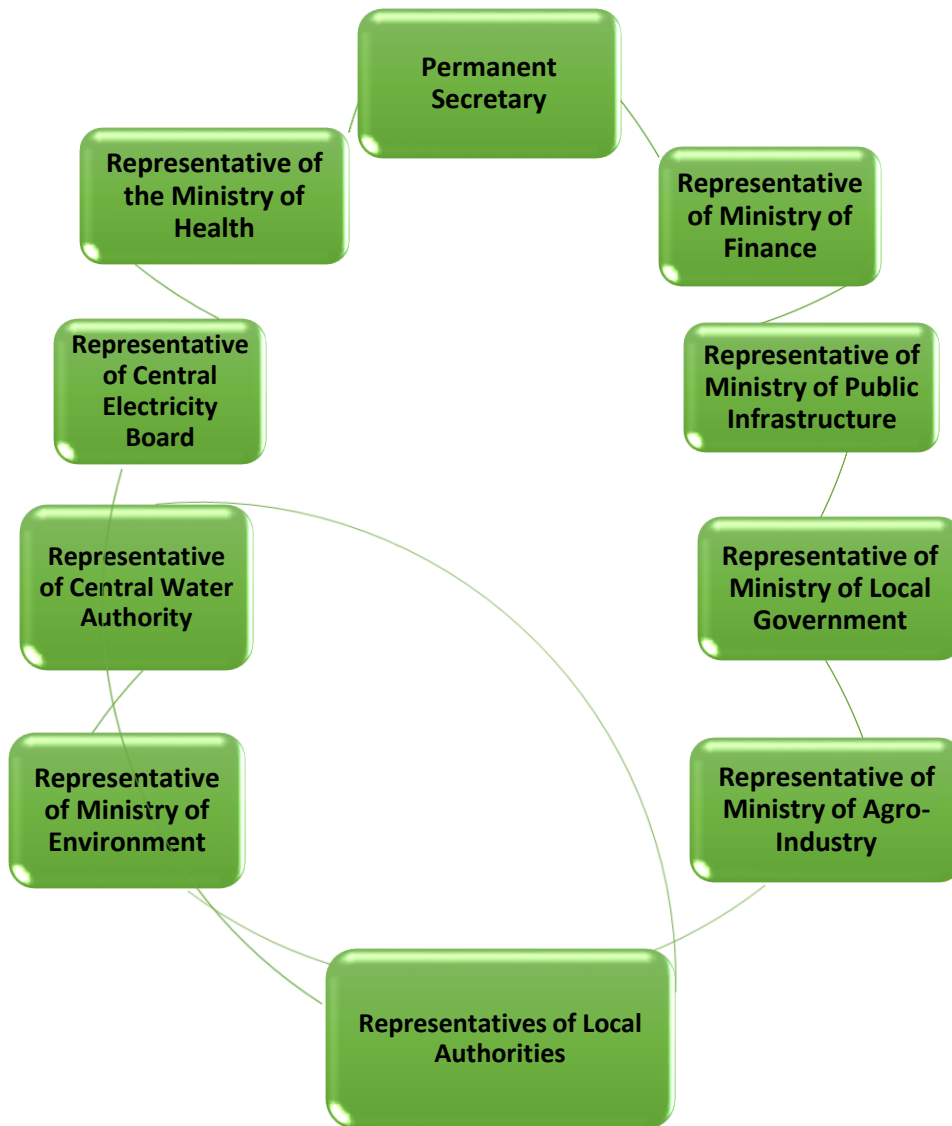 Permanent
Secretary
Representative of
the Ministry of
Health
Representative
of Ministry of
Finance
Representative
of Central
Electricity
Board
Representative of
Ministry of Public
Infrastructure
Representative
of Central Water
Authority
Representative of
Ministry of Local
Government
Representative
of Ministry of
Environment
Representative of
Ministry of Agro-
Industry
Representatives of Local
Authorities